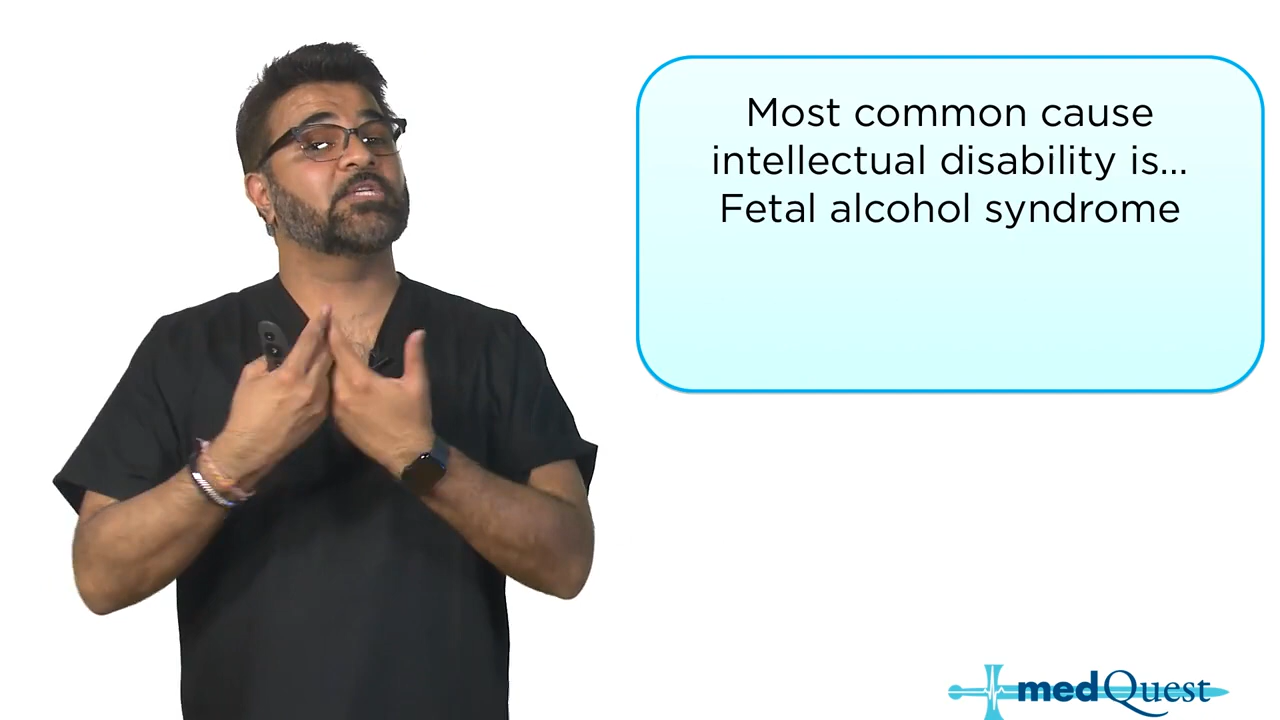 Most common cause
intellectual disability is...
Fetal alcohol syndrome
medQuest